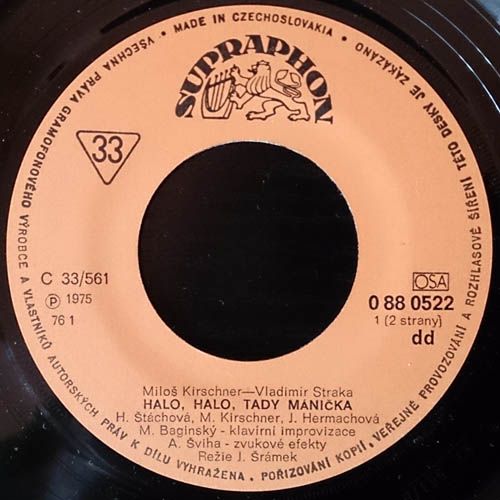 MADE IN CZECHOSLOVAKIA • VŠECHNA PRÁVA GRAMOFONOVÉHO VÝROBCE A VLASTNÍKŮ AUTORSKÝCH PRÁV K DÍLU VYHRAŽENA. POŘIZOVÁNÍ KOPIÍ, VEŘEJNÉ PROVOZOVÁNÍ A ROZHLASOVÉ ŠÍŘENÍ TÉTO DESKY JE ZAKÁZÁNO •
SUPRAPHON
33
C 33/561
Ⓟ 1975
76 1
OSA
0 88 0522
1 (2 strany)
dd
Miloš Kirschner—Vladimír Straka
HALO, HALO, TADY MÁNIČKA
H. Štáchová, M. Kirschner, J. Hermachová
M. Baginský - klavírní improvizace
A. Šviha - zvukové efekty
Režie J. Šrámek